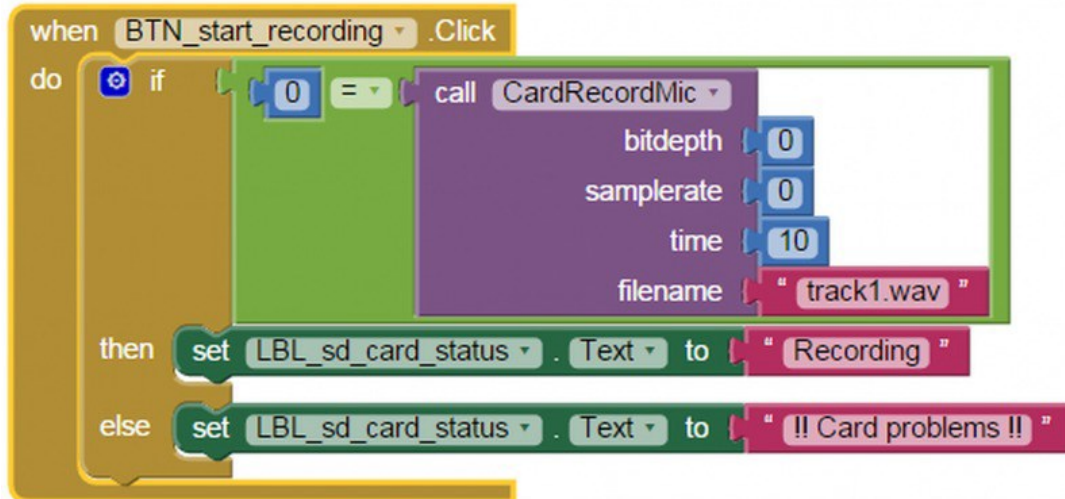 when BTN_start_recording .Click
do if 0 = call CardRecordMic
bitdepth 0
samplerate 0
time 10
filename " track1.wav "
then set LBL_sd_card_status . Text to " Recording "
else set LBL_sd_card_status . Text to " !! Card problems !! "